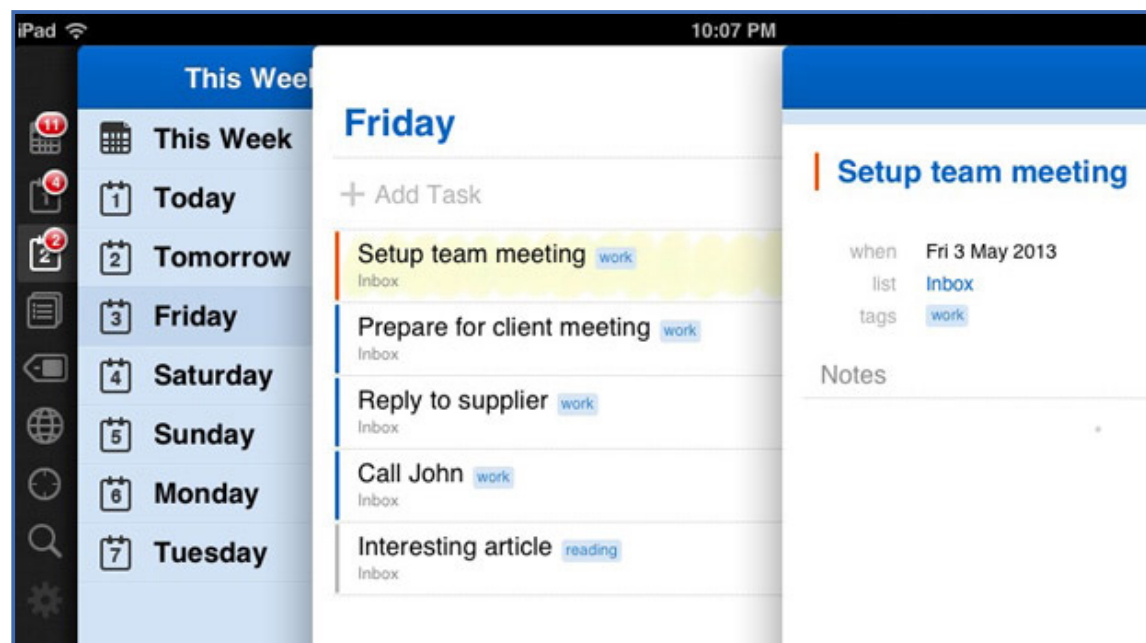 iPad
10:07 PM
11
4
1
2
2
This Week
This Week
1 Today
2 Tomorrow
3 Friday
4 Saturday
5 Sunday
6 Monday
7 Tuesday
Friday
+ Add Task
Setup team meeting work
Inbox
Prepare for client meeting work
Inbox
Reply to supplier work
Inbox
Call John work
Inbox
Interesting article reading
Inbox
Setup team meeting
when Fri 3 May 2013
list Inbox
tags work
Notes